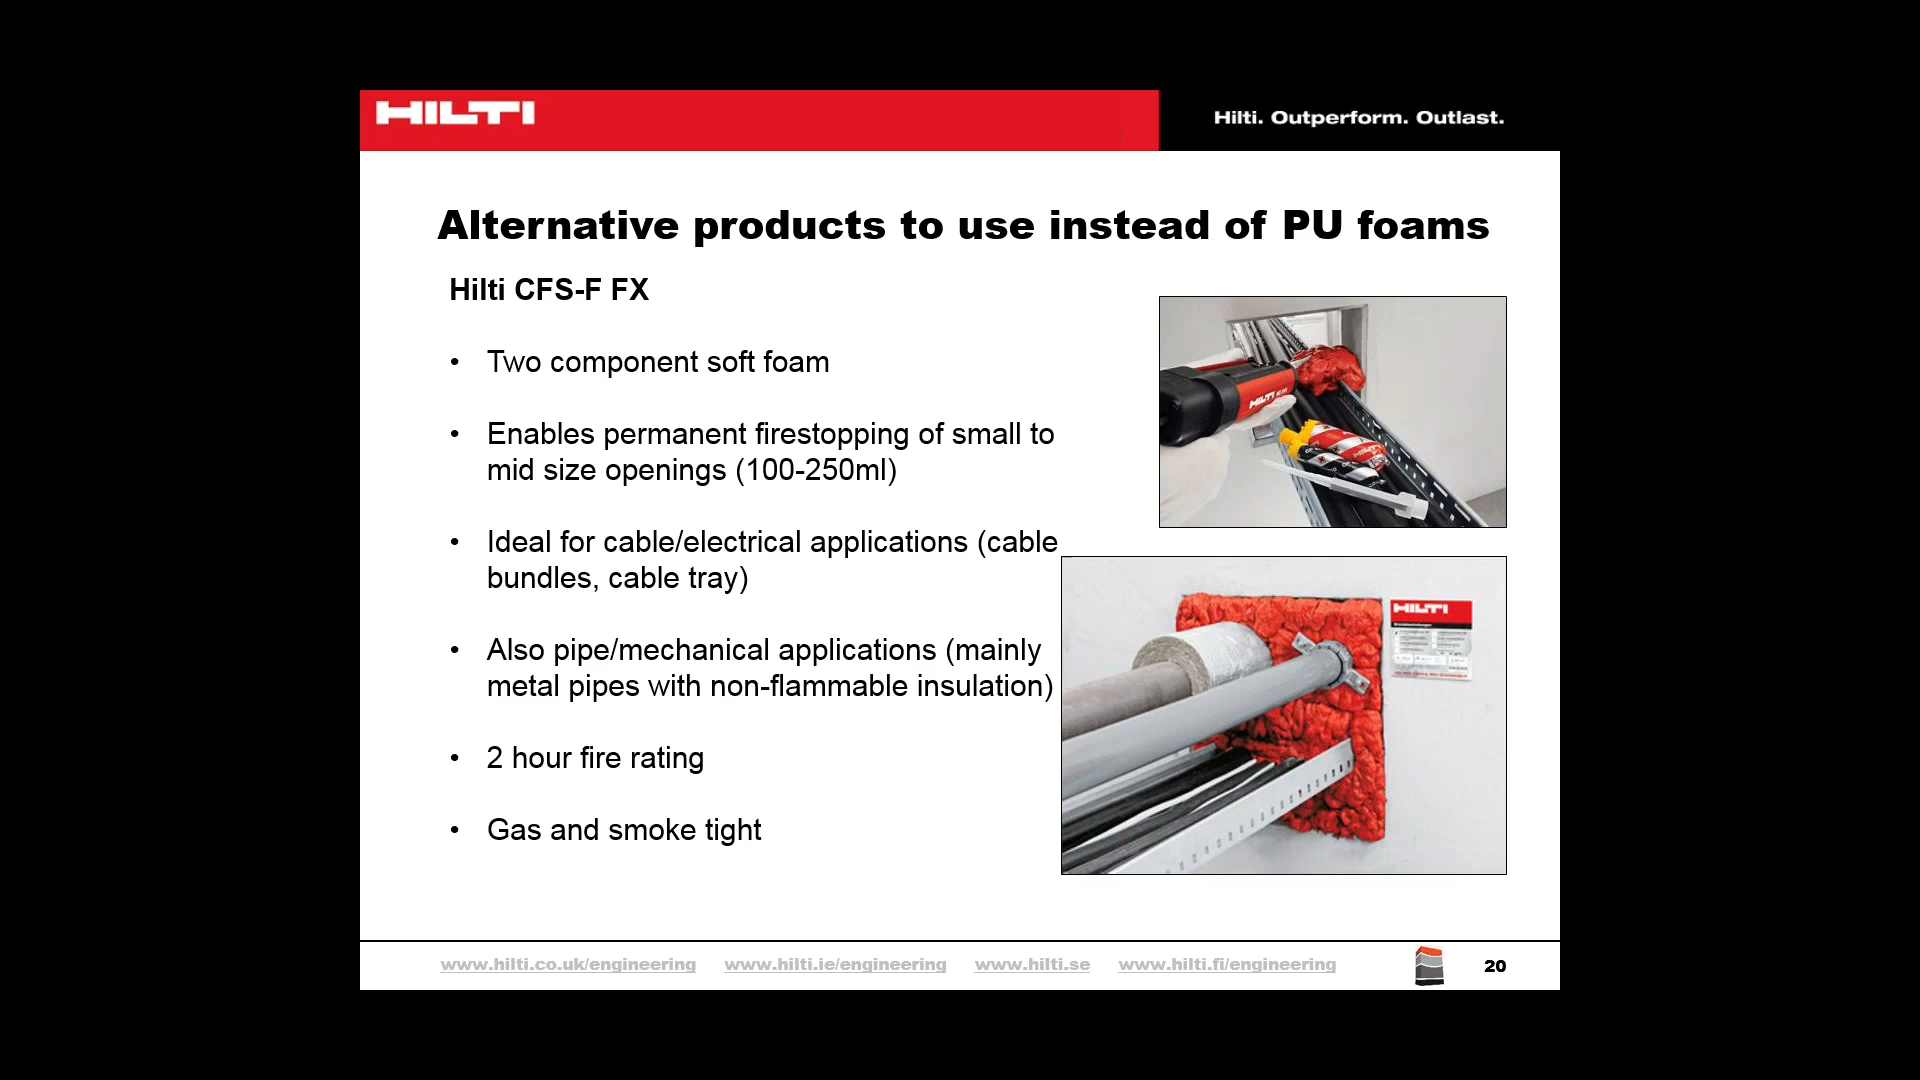 HILTI
Hilti. Outperform. Outlast.
Alternative products to use instead of PU foams
Hilti CFS-F FX
• Two component soft foam
• Enables permanent firestopping of small to
mid size openings (100-250ml)
• Ideal for cable/electrical applications (cable
bundles, cable tray)
• Also pipe/mechanical applications (mainly
metal pipes with non-flammable insulation)
• 2 hour fire rating
• Gas and smoke tight
HILTI
HILTI
www.hilti.co.uk/engineering www.hilti.ie/engineering www.hilti.se www.hilti.fi/engineering
20